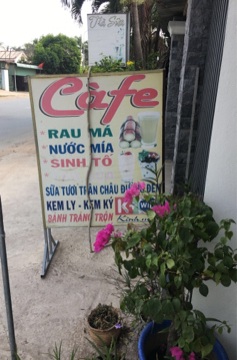 Cafe
RAU MÁ
NƯỚC MÍA
SINH TỐ
SỮA TƯƠI TRÂN CHÂU ĐƯỜNG ĐEN
KEM LY - KEM KÝ
BÁNH TRÁNG TRỘN